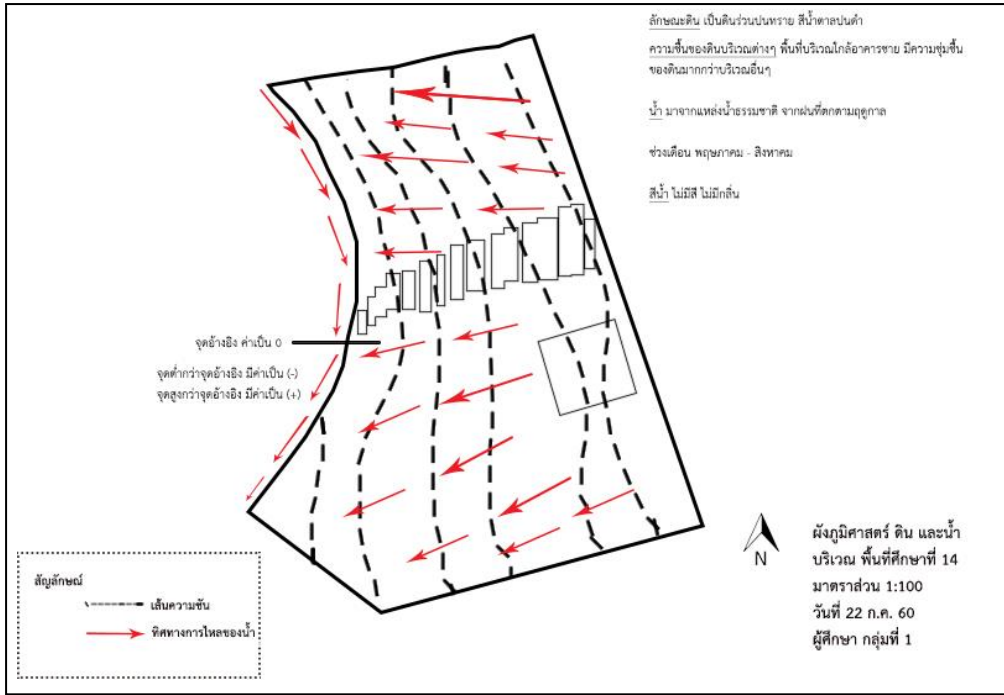 ลักษณะดิน เป็นดินร่วนปนทราย สีน้ำตาลปนดำ
ความชื้นของดินบริเวณต่างๆ พื้นที่บริเวณใกล้อาคารชาย มีความชุ่มชื้น
ของดินมากกว่าบริเวณอื่นๆ
น้ำ มาจากแหล่งน้ำธรรมชาติ จากฝนที่ตกตามฤดูกาล
ช่วงเดือน พฤษภาคม - สิงหาคม
สีน้ำ ไม่มีสี ไม่มีกลิ่น
จุดอ้างอิง ค่าเป็น 0
จุดต่ำกว่าจุดอ้างอิง มีค่าเป็น (-)
จุดสูงกว่าจุดอ้างอิง มีค่าเป็น (+)
N
ผังภูมิศาสตร์ ดิน และน้ำ
บริเวณ พื้นที่ศึกษาที่ 14
มาตราส่วน 1:100
วันที่ 22 ก.ค. 60
ผู้ศึกษา กลุ่มที่ 1
สัญลักษณ์
เส้นความชัน
ทิศทางการไหลของน้ำ